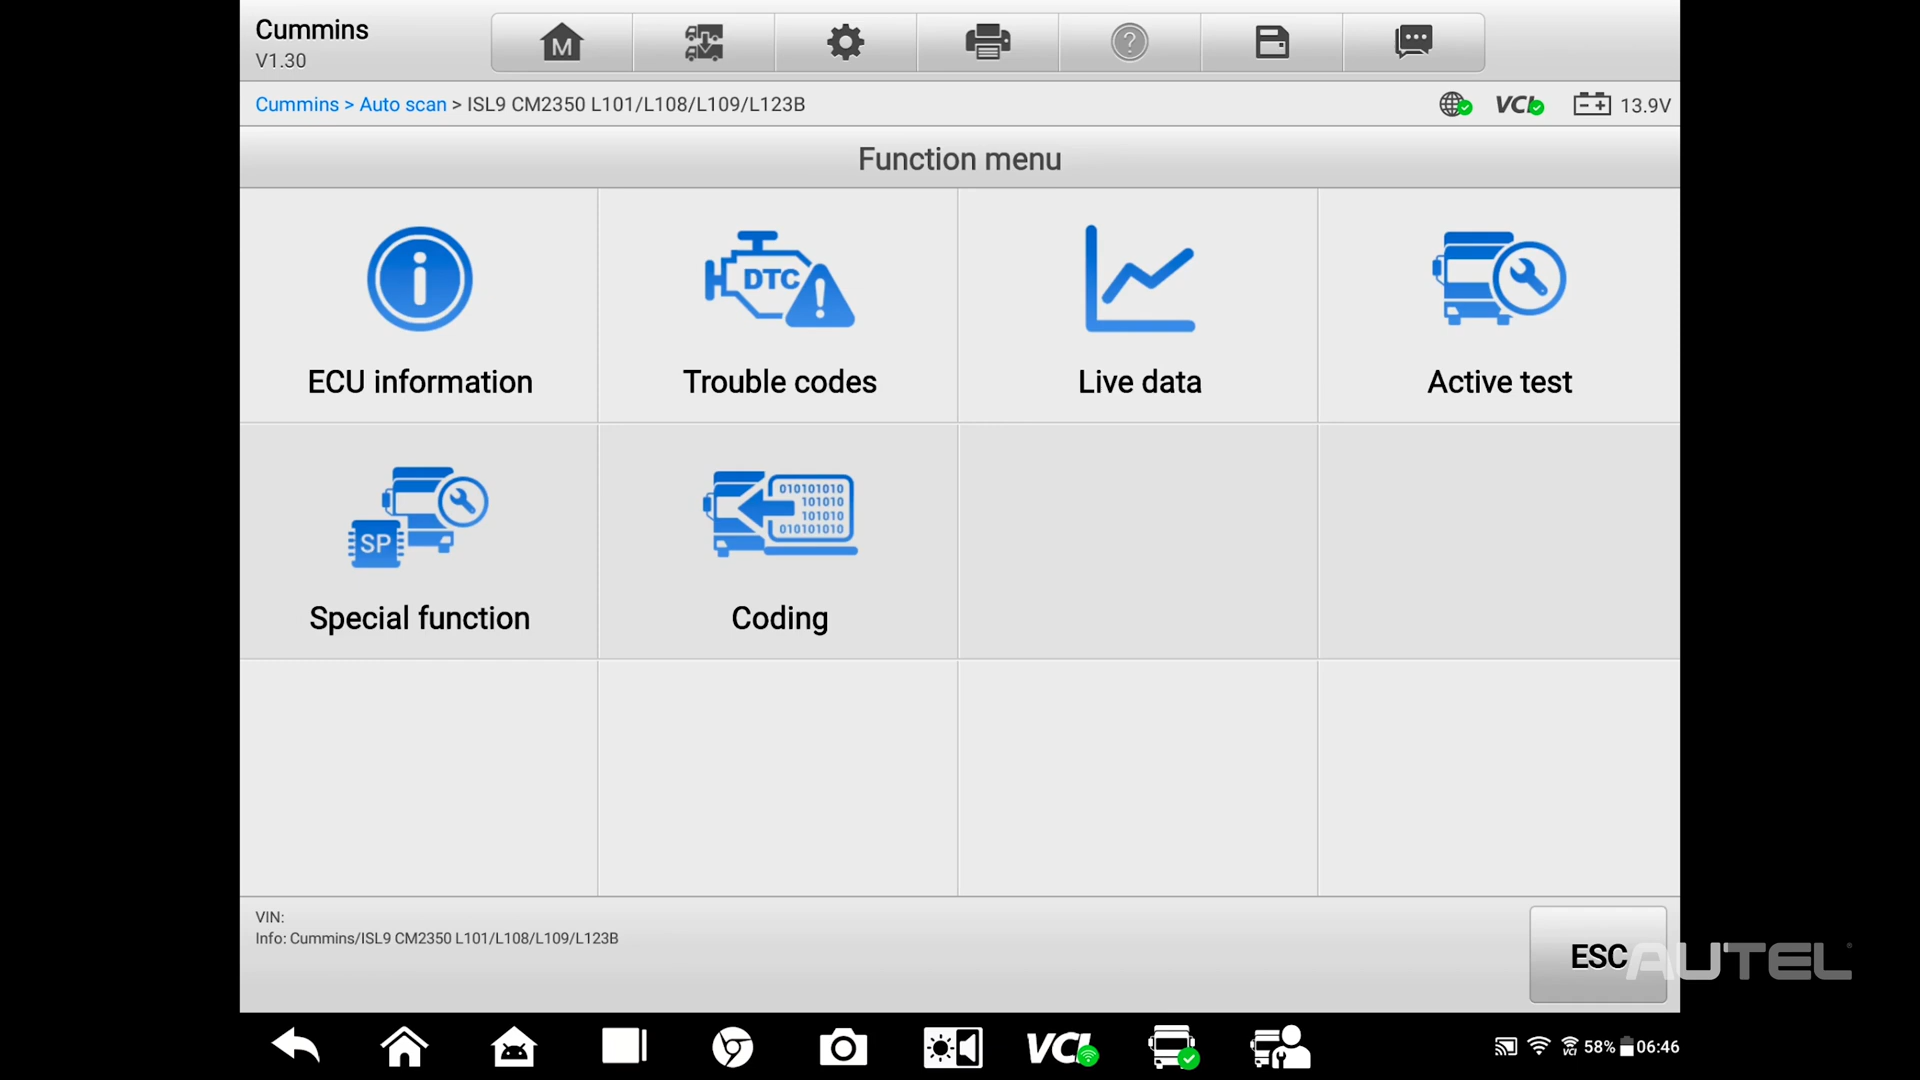 Cummins
V1.30
M
?
Cummins > Auto scan > ISL9 CM2350 L101/L108/L109/L123B
VCI
13.9V
Function menu
DTC
ECU information
Trouble codes
Live data
Active test
SP
010101010
101010
101010
010101010
Special function
Coding
VIN:
Info: Cummins/ISL9 CM2350 L101/L108/L109/L123B
ESC
AUTEL
VCI
VCI
58%
06:46